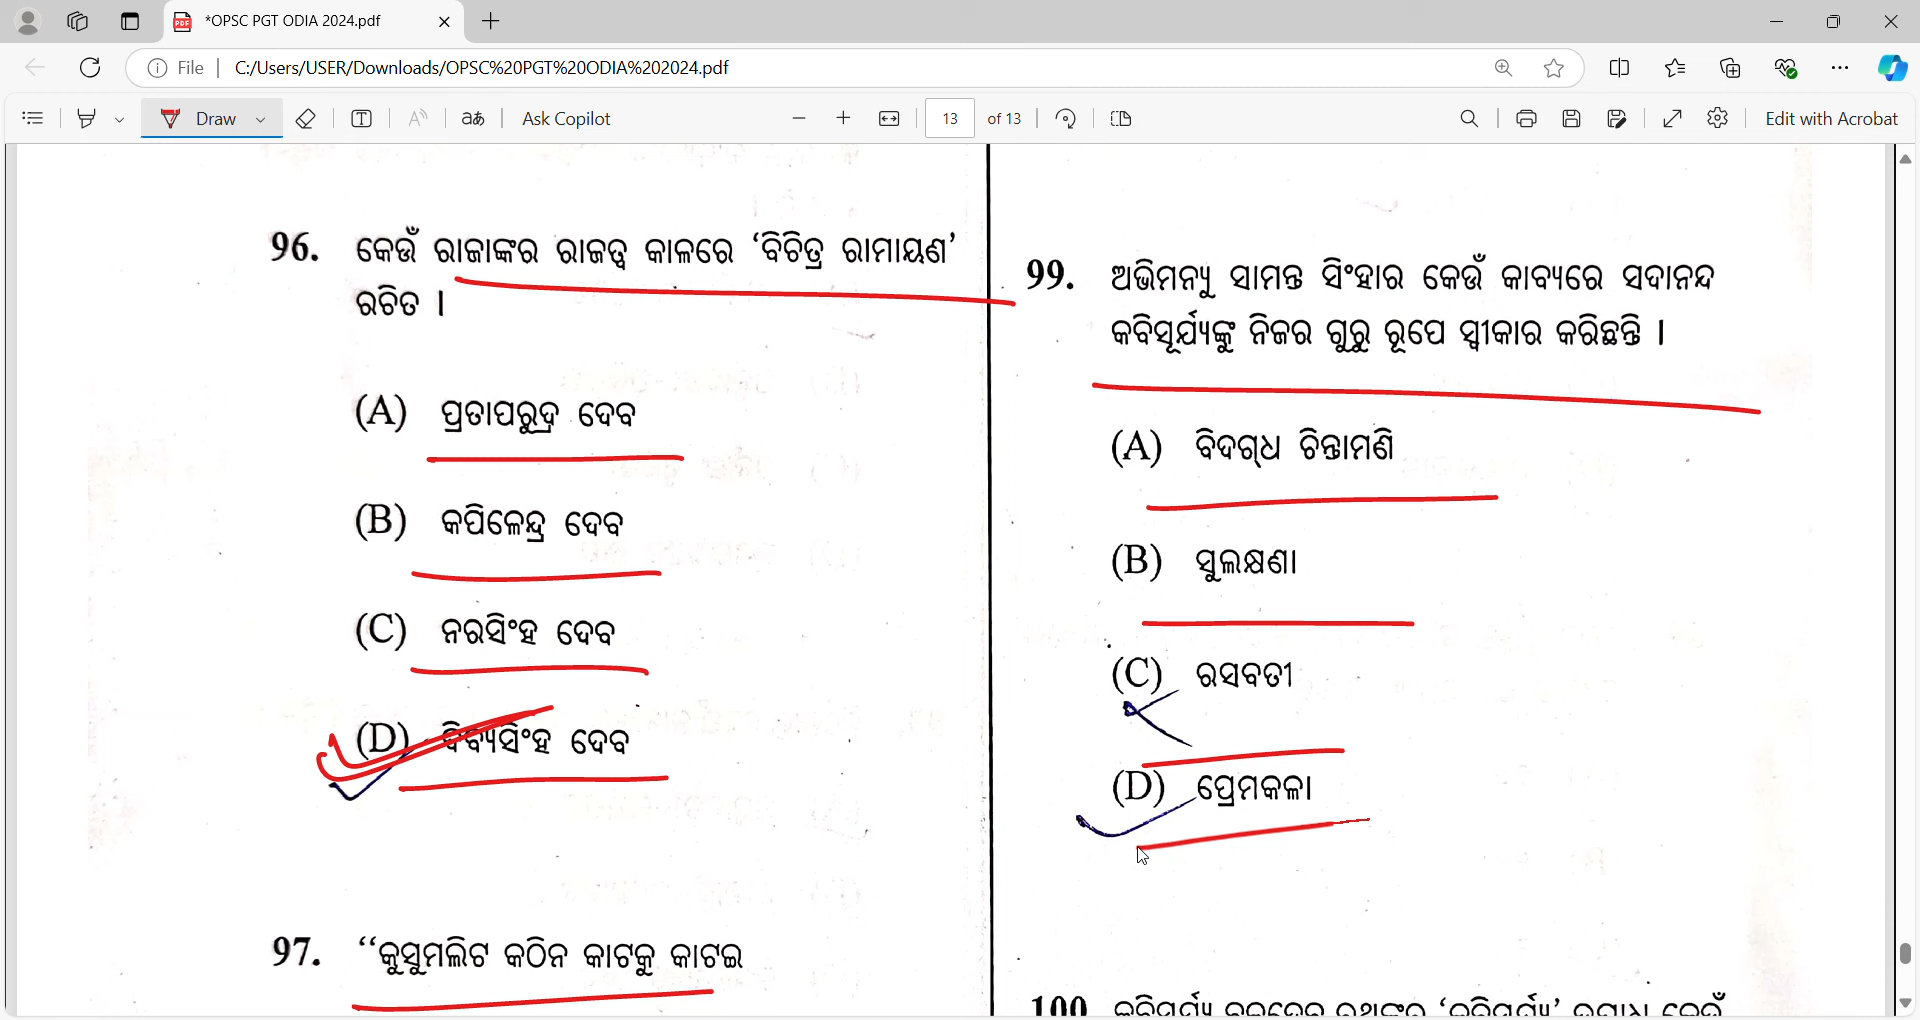 *OPSC PGT ODIA 2024.pdf
File
C:/Users/USER/Downloads/OPSC%20PGT%20ODIA%202024.pdf
Draw
Ask Copilot
13 of 13
Edit with Acrobat
96. କେଉଁ ରାଜାଙ୍କର ରାଜତ୍ୱ କାଳରେ ‘ବିଚିତ୍ର ରାମାୟଣ’
ରଚିତ ।
(A) ପ୍ରତାପରୁଦ୍ର ଦେବ
(B) କପିଳେନ୍ଦ୍ର ଦେବ
(C) ନରସିଂହ ଦେବ
(D) ଦିବ୍ୟସିଂହ ଦେବ
97. “କୁସୁମଲିଟ କଠିନ କାଟକୁ କାଟଇ
99. ଅଭିମନ୍ୟୁ ସାମନ୍ତ ସିଂହାର କେଉଁ କାବ୍ୟରେ ସଦାନନ୍ଦ
କବିସୂର୍ଯ୍ୟଙ୍କୁ ନିଜର ଗୁରୁ ରୂପେ ସ୍ୱୀକାର କରିଛନ୍ତି ।
(A) ବିଦଗ୍ଧ ଚିନ୍ତାମଣି
(B) ସୁଲକ୍ଷଣା
(C) ରସବତୀ
(D) ପ୍ରେମକଳା
100